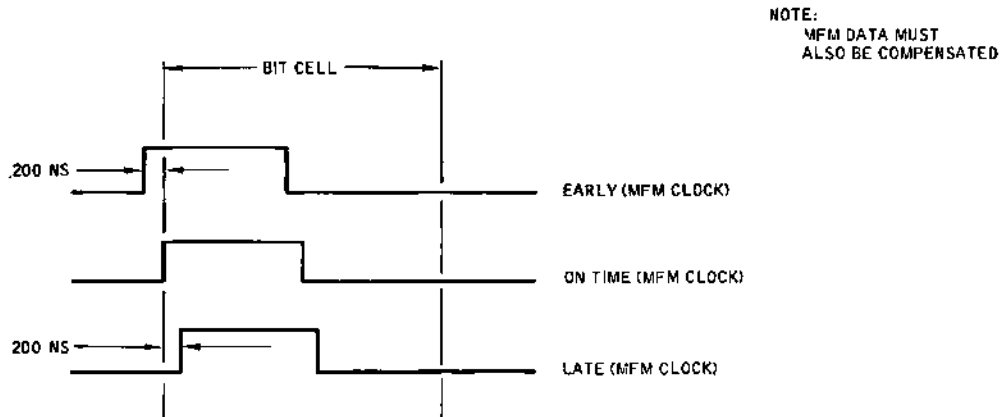 NOTE:
MFM DATA MUST
ALSO BE COMPENSATED
BIT CELL
200 NS
EARLY (MFM CLOCK)
ON TIME (MFM CLOCK)
200 NS
LATE (MFM CLOCK)